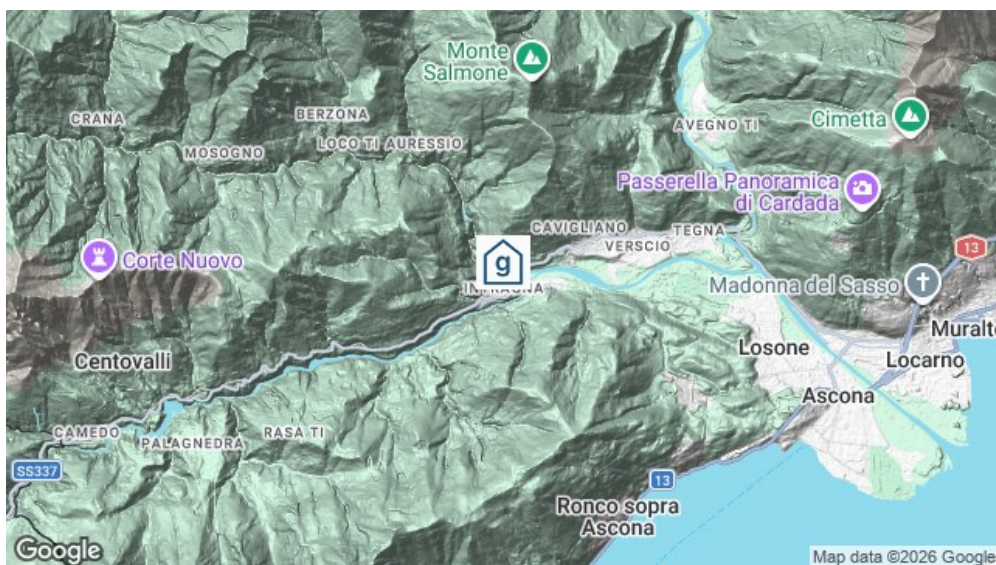 Monte
Salmone
CRANA
BERZONA
Cimetta
AVEGNO TI
LOCO TI AURESSIO
MOSOGNO
Passerella Panoramica
di Cardada
CAVIGLIANO
TEGNA
VERSCIO
13
Corte Nuovo
g
Madonna del Sasso
Muralto
Losone
Locarno
Centovalli
Ascona
CAMEDO
RASA TI
PALAGNEDRA
SS337
13
Ronco sopra
Ascona
Google
Map data ©2026 Google